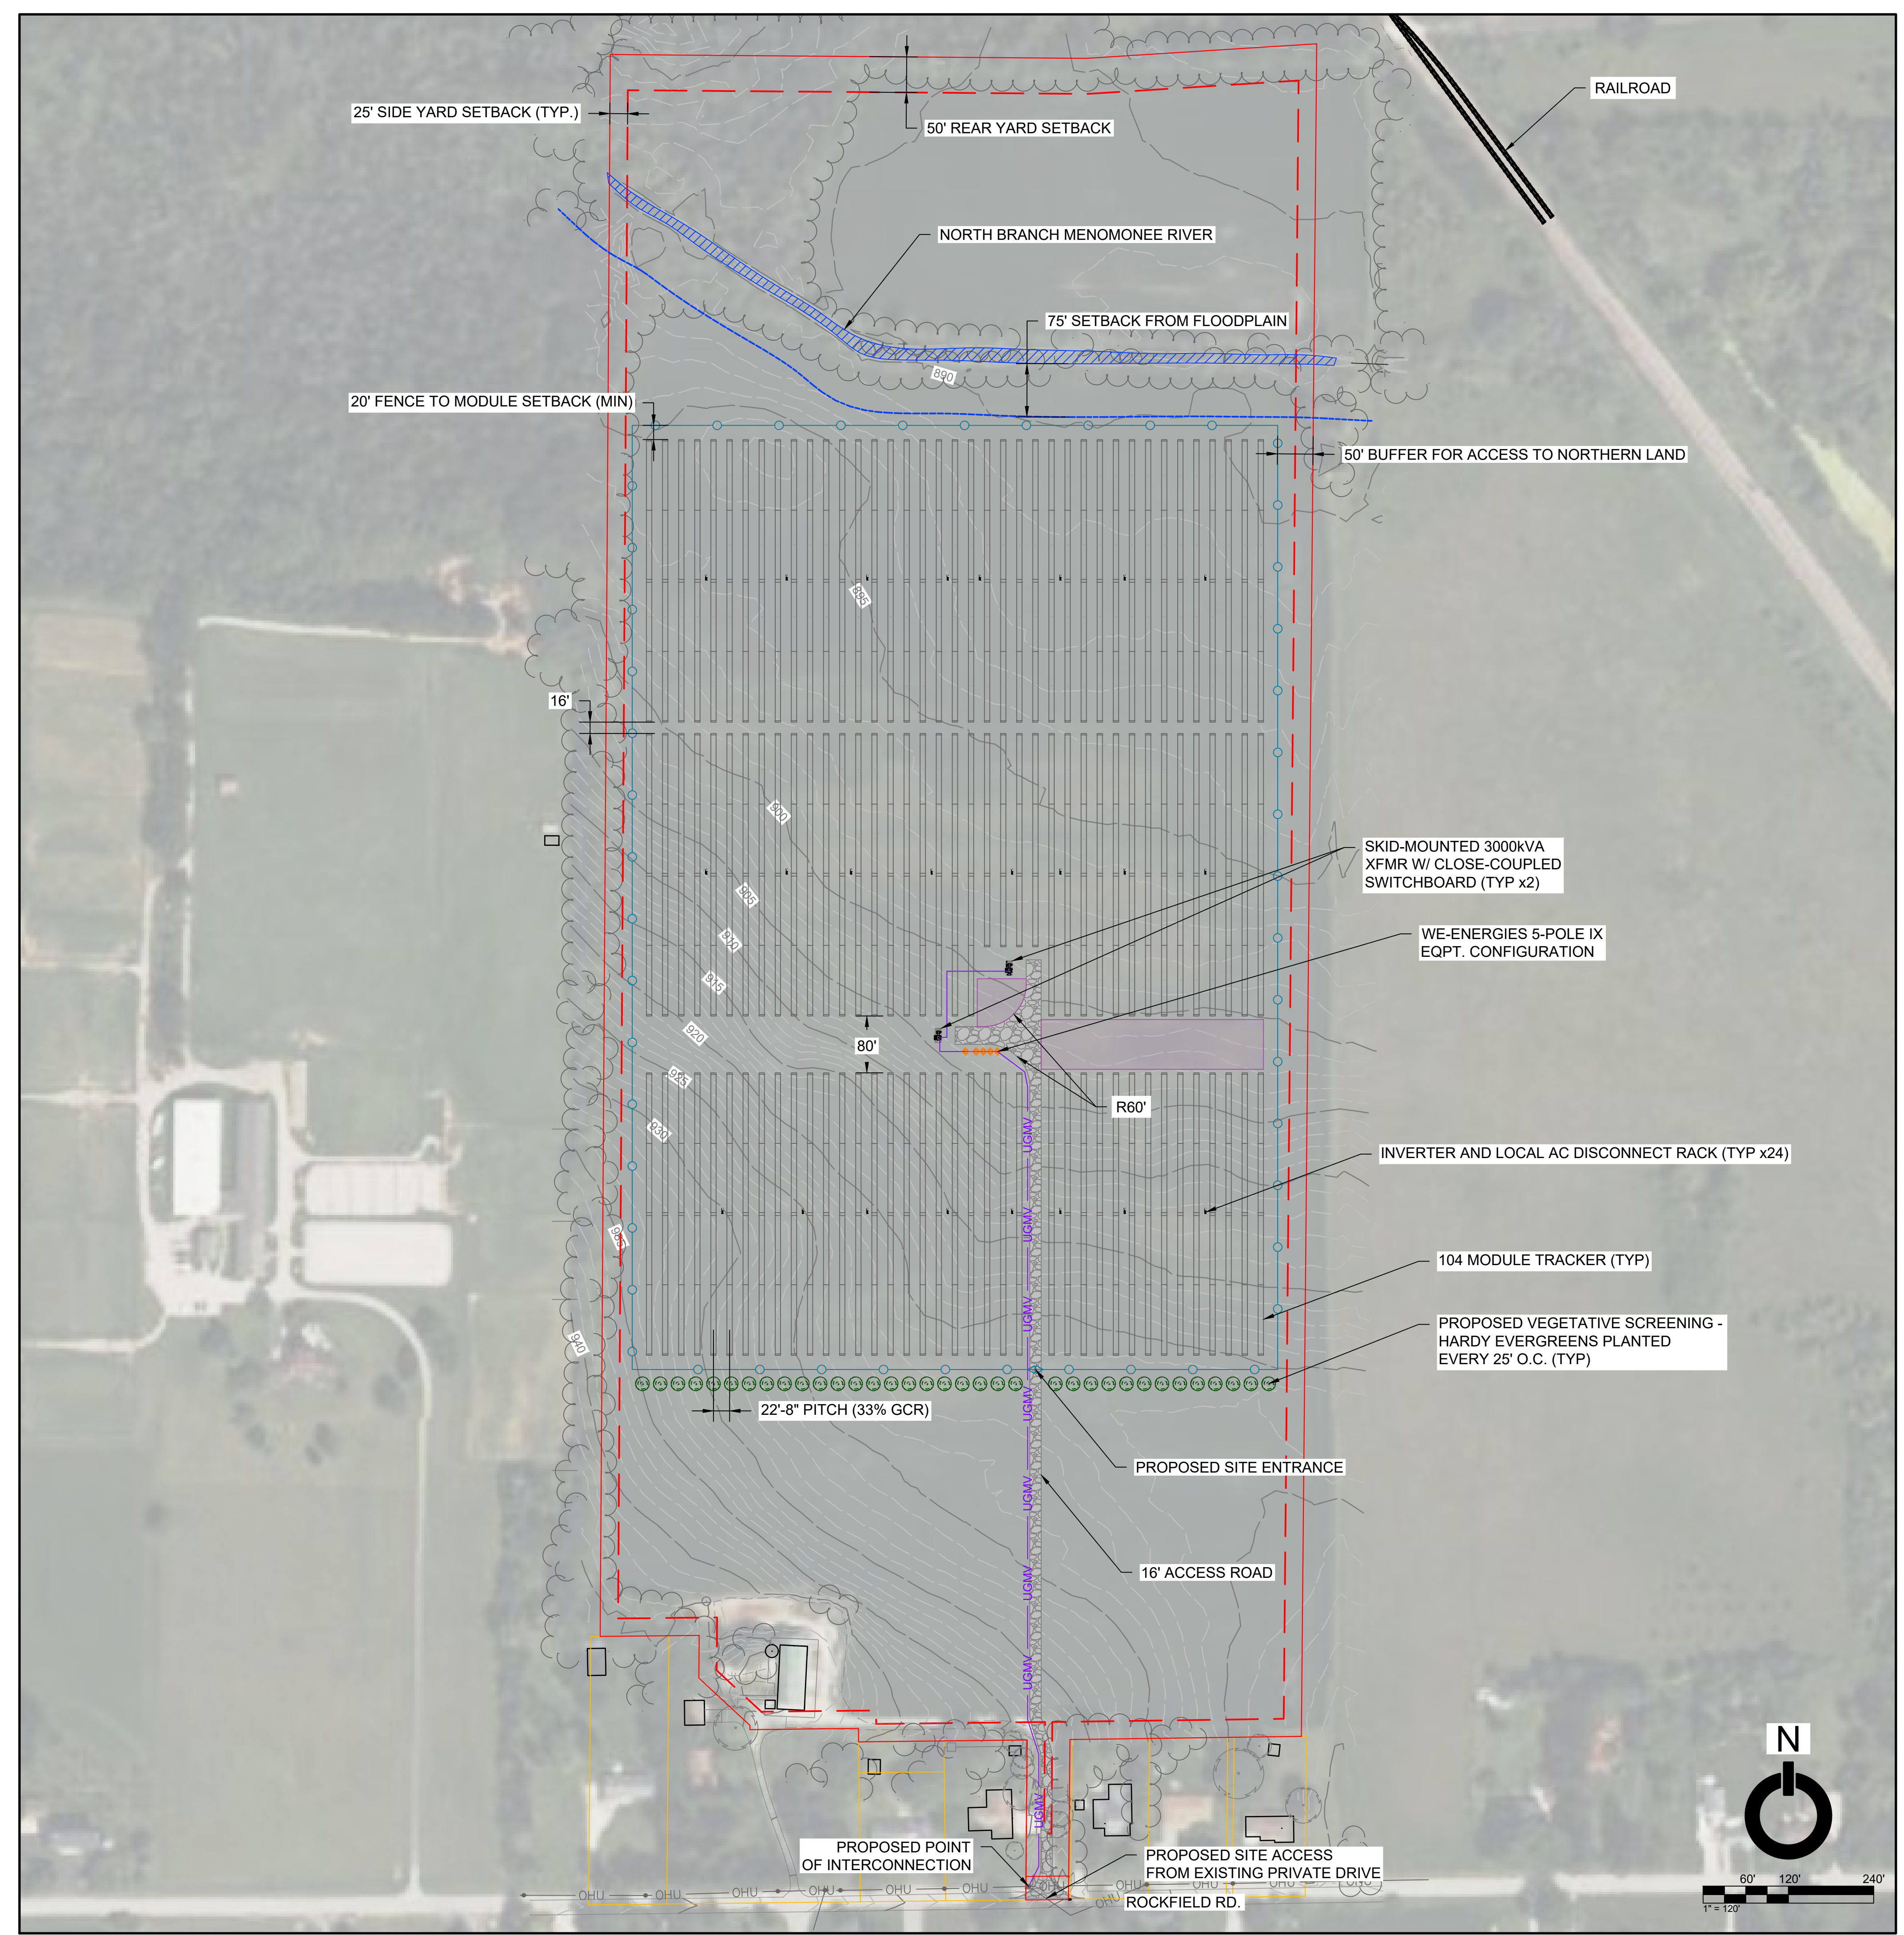 RAILROAD
25' SIDE YARD SETBACK (TYP.)
50' REAR YARD SETBACK
NORTH BRANCH MENOMONEE RIVER
75' SETBACK FROM FLOODPLAIN
890
20' FENCE TO MODULE SETBACK (MIN)
50' BUFFER FOR ACCESS TO NORTHERN LAND
895
16'
900
SKID-MOUNTED 3000kVA
XFMR W/ CLOSE-COUPLED
SWITCHBOARD (TYP x2)
905
910
WE-ENERGIES 5-POLE IX
EQPT. CONFIGURATION
915
920
80'
925
R60'
930
UGMV
INVERTER AND LOCAL AC DISCONNECT RACK (TYP x24)
UGMV
935
104 MODULE TRACKER (TYP)
UGMV
940
PROPOSED VEGETATIVE SCREENING -
HARDY EVERGREENS PLANTED
EVERY 25' O.C. (TYP)
UGMV
22'-8" PITCH (33% GCR)
PROPOSED SITE ENTRANCE
UGMV
16' ACCESS ROAD
UGMV
UGMV
N
UGMV
PROPOSED POINT
OF INTERCONNECTION
PROPOSED SITE ACCESS
FROM EXISTING PRIVATE DRIVE
60' 120' 240'
1" = 120'
OHU OHU OHU OHU OHU OHU OHU OHU OHU OHU
OHU
ROCKFIELD RD.